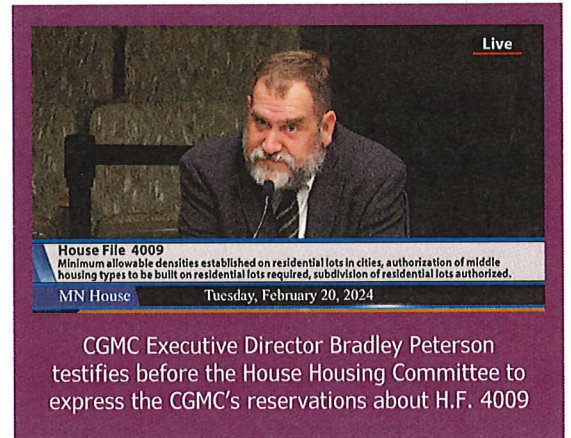 Live
House File 4009
Minimum allowable densities established on residential lots in cities, authorization of middle
housing types to be built on residential lots required, subdivision of residential lots authorized.
MN House Tuesday, February 20, 2024
CGMC Executive Director Bradley Peterson
testifies before the House Housing Committee to
express the CGMC's reservations about H.F. 4009